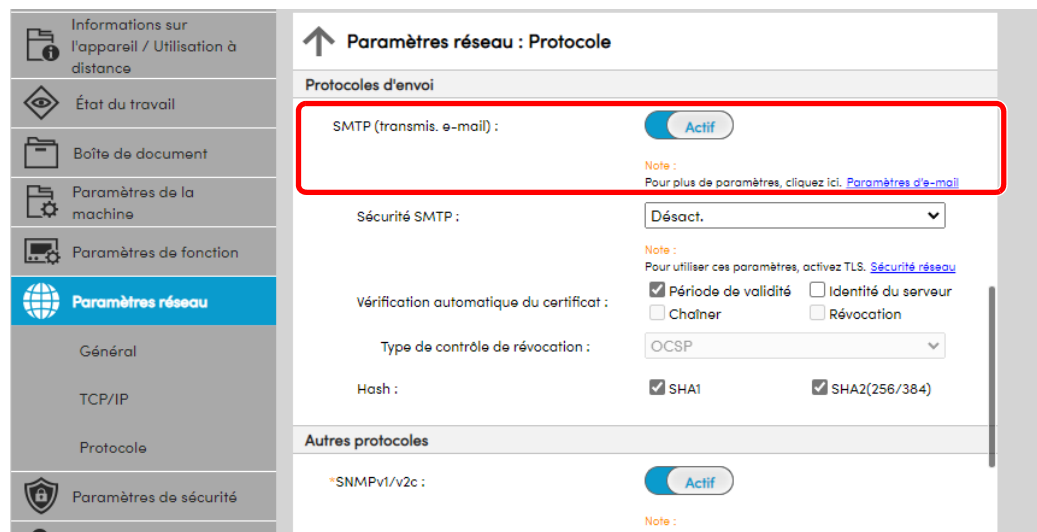 Informations sur
l'appareil / Utilisation à
distance
État du travail
Boîte de document
Paramètres de la
machine
Paramètres de fonction
Paramètres réseau
Général
TCP/IP
Protocole
Paramètres de sécurité
Paramètres réseau : Protocole
Protocoles d'envoi
SMTP (transmis. e-mail) : Actif
Note :
Pour plus de paramètres, cliquez ici. Paramètres d'e-mail
Sécurité SMTP : Désact.
Note :
Pour utiliser ces paramètres, activez TLS. Sécurité réseau
Vérification automatique du certificat : Période de validité Identité du serveur
Chaîner Révocation
Type de contrôle de révocation : OCSP
Hash : SHA1 SHA2(256/384)
Autres protocoles
*SNMPv1/v2c : Actif
Note :